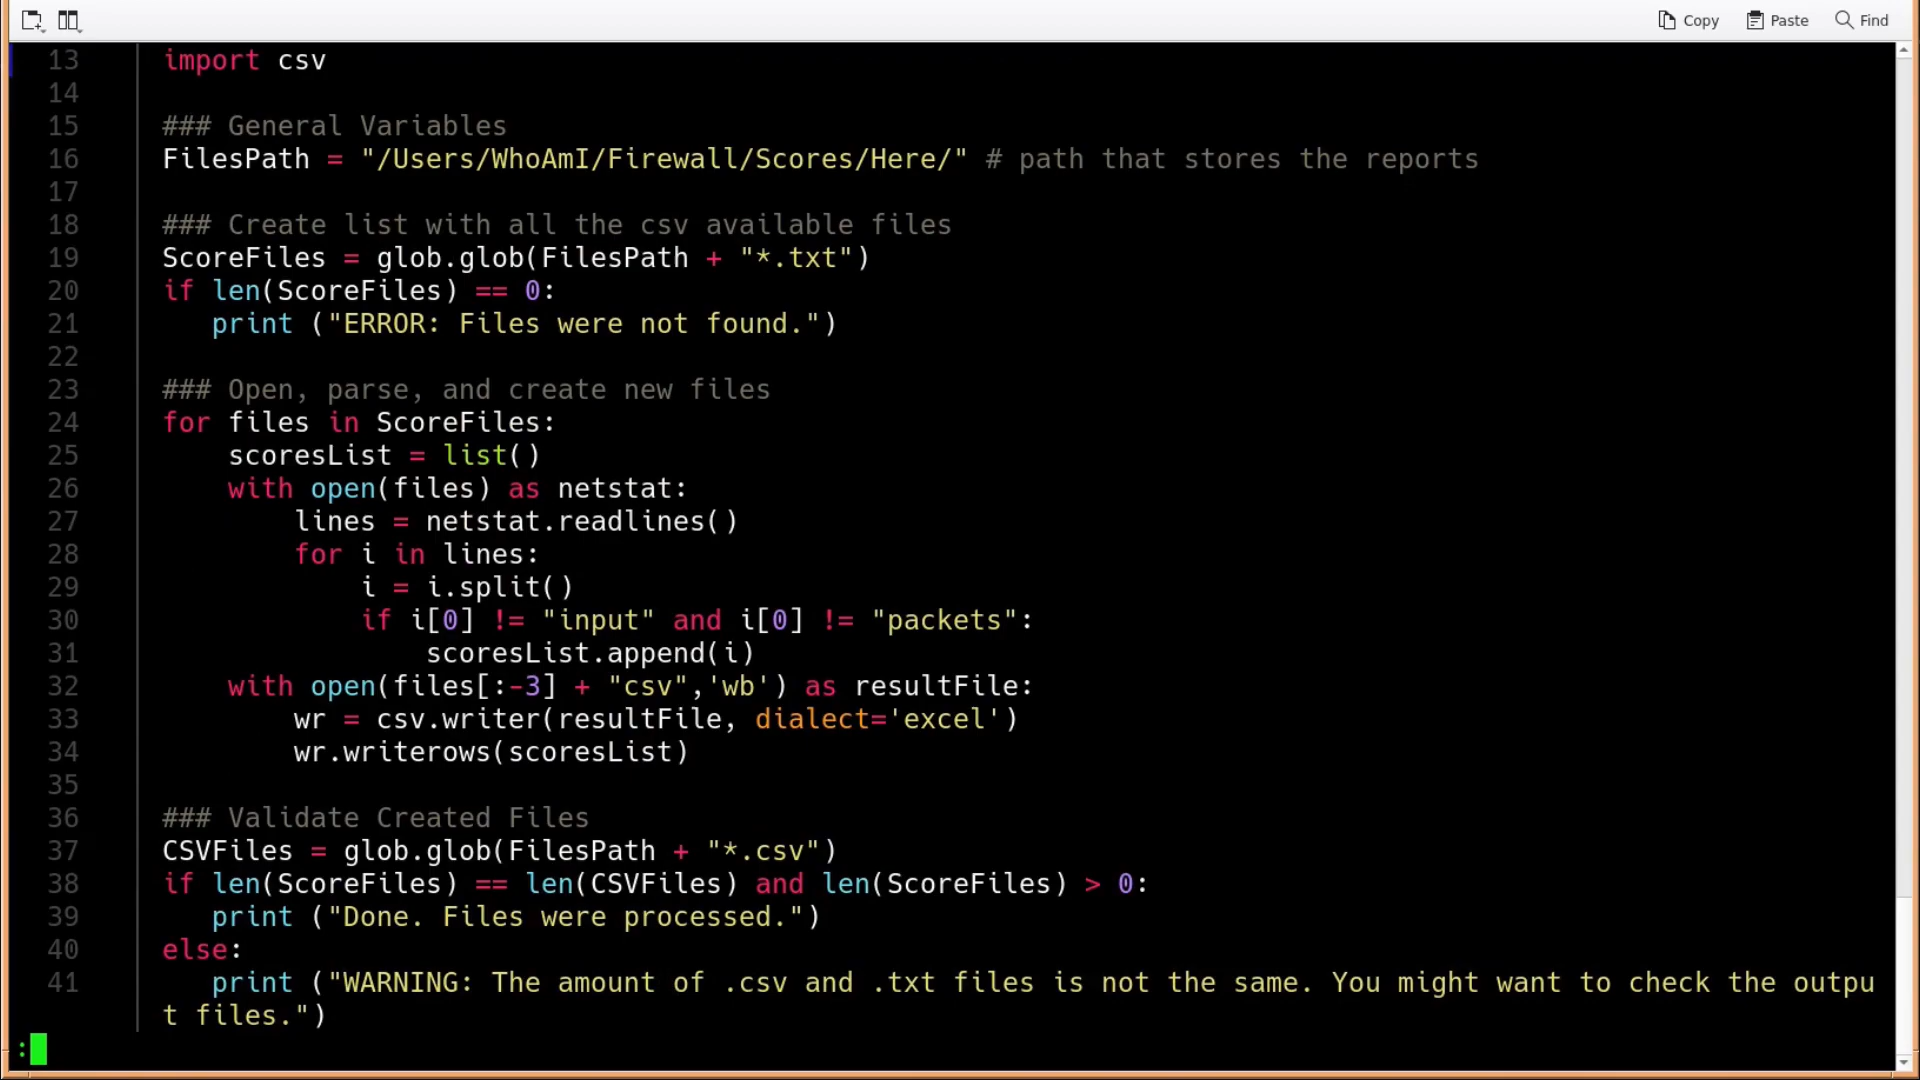 Copy Paste Find
13 import csv
14
15 ### General Variables
16 FilesPath = "/Users/WhoAmI/Firewall/Scores/Here/" # path that stores the reports
17
18 ### Create list with all the csv available files
19 ScoreFiles = glob.glob(FilesPath + "*.txt")
20 if len(ScoreFiles) == 0:
21    print ("ERROR: Files were not found.")
22
23 ### Open, parse, and create new files
24 for files in ScoreFiles:
25     scoresList = list()
26     with open(files) as netstat:
27         lines = netstat.readlines()
28         for i in lines:
29             i = i.split()
30             if i[0] != "input" and i[0] != "packets":
31                 scoresList.append(i)
32     with open(files[:-3] + "csv",'wb') as resultFile:
33         wr = csv.writer(resultFile, dialect='excel')
34         wr.writerows(scoresList)
35
36 ### Validate Created Files
37 CSVFiles = glob.glob(FilesPath + "*.csv")
38 if len(ScoreFiles) == len(CSVFiles) and len(ScoreFiles) > 0:
39    print ("Done. Files were processed.")
40 else:
41    print ("WARNING: The amount of .csv and .txt files is not the same. You might want to check the outpu
t files.")
: